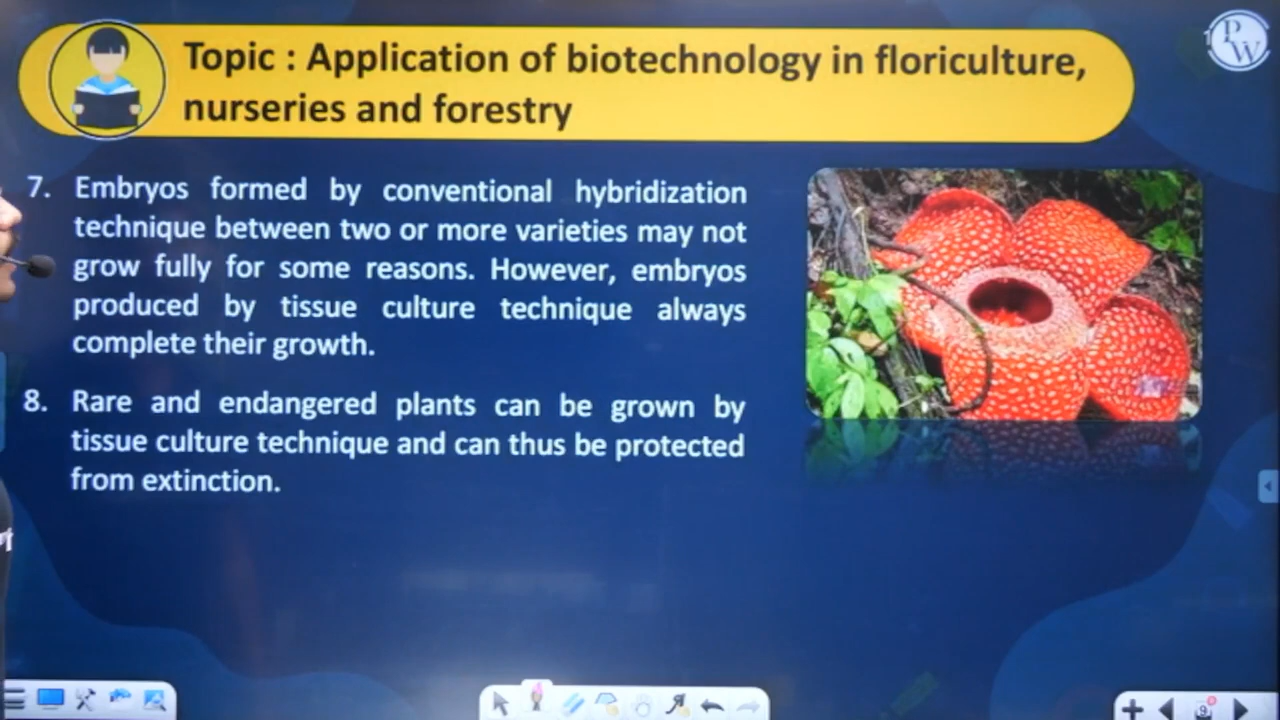 Topic : Application of biotechnology in floriculture,
nurseries and forestry
PW
7. Embryos formed by conventional hybridization
technique between two or more varieties may not
grow fully for some reasons. However, embryos
produced by tissue culture technique always
complete their growth.
8. Rare and endangered plants can be grown by
tissue culture technique and can thus be protected
from extinction.
9